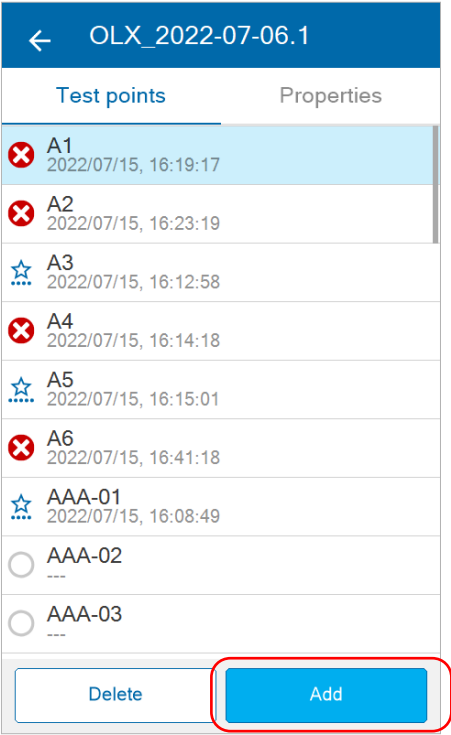 OLX_2022-07-06.1
Test points Properties
A1
2022/07/15, 16:19:17
A2
2022/07/15, 16:23:19
A3
2022/07/15, 16:12:58
A4
2022/07/15, 16:14:18
A5
2022/07/15, 16:15:01
A6
2022/07/15, 16:41:18
AAA-01
2022/07/15, 16:08:49
AAA-02
---
AAA-03
---
Delete Add